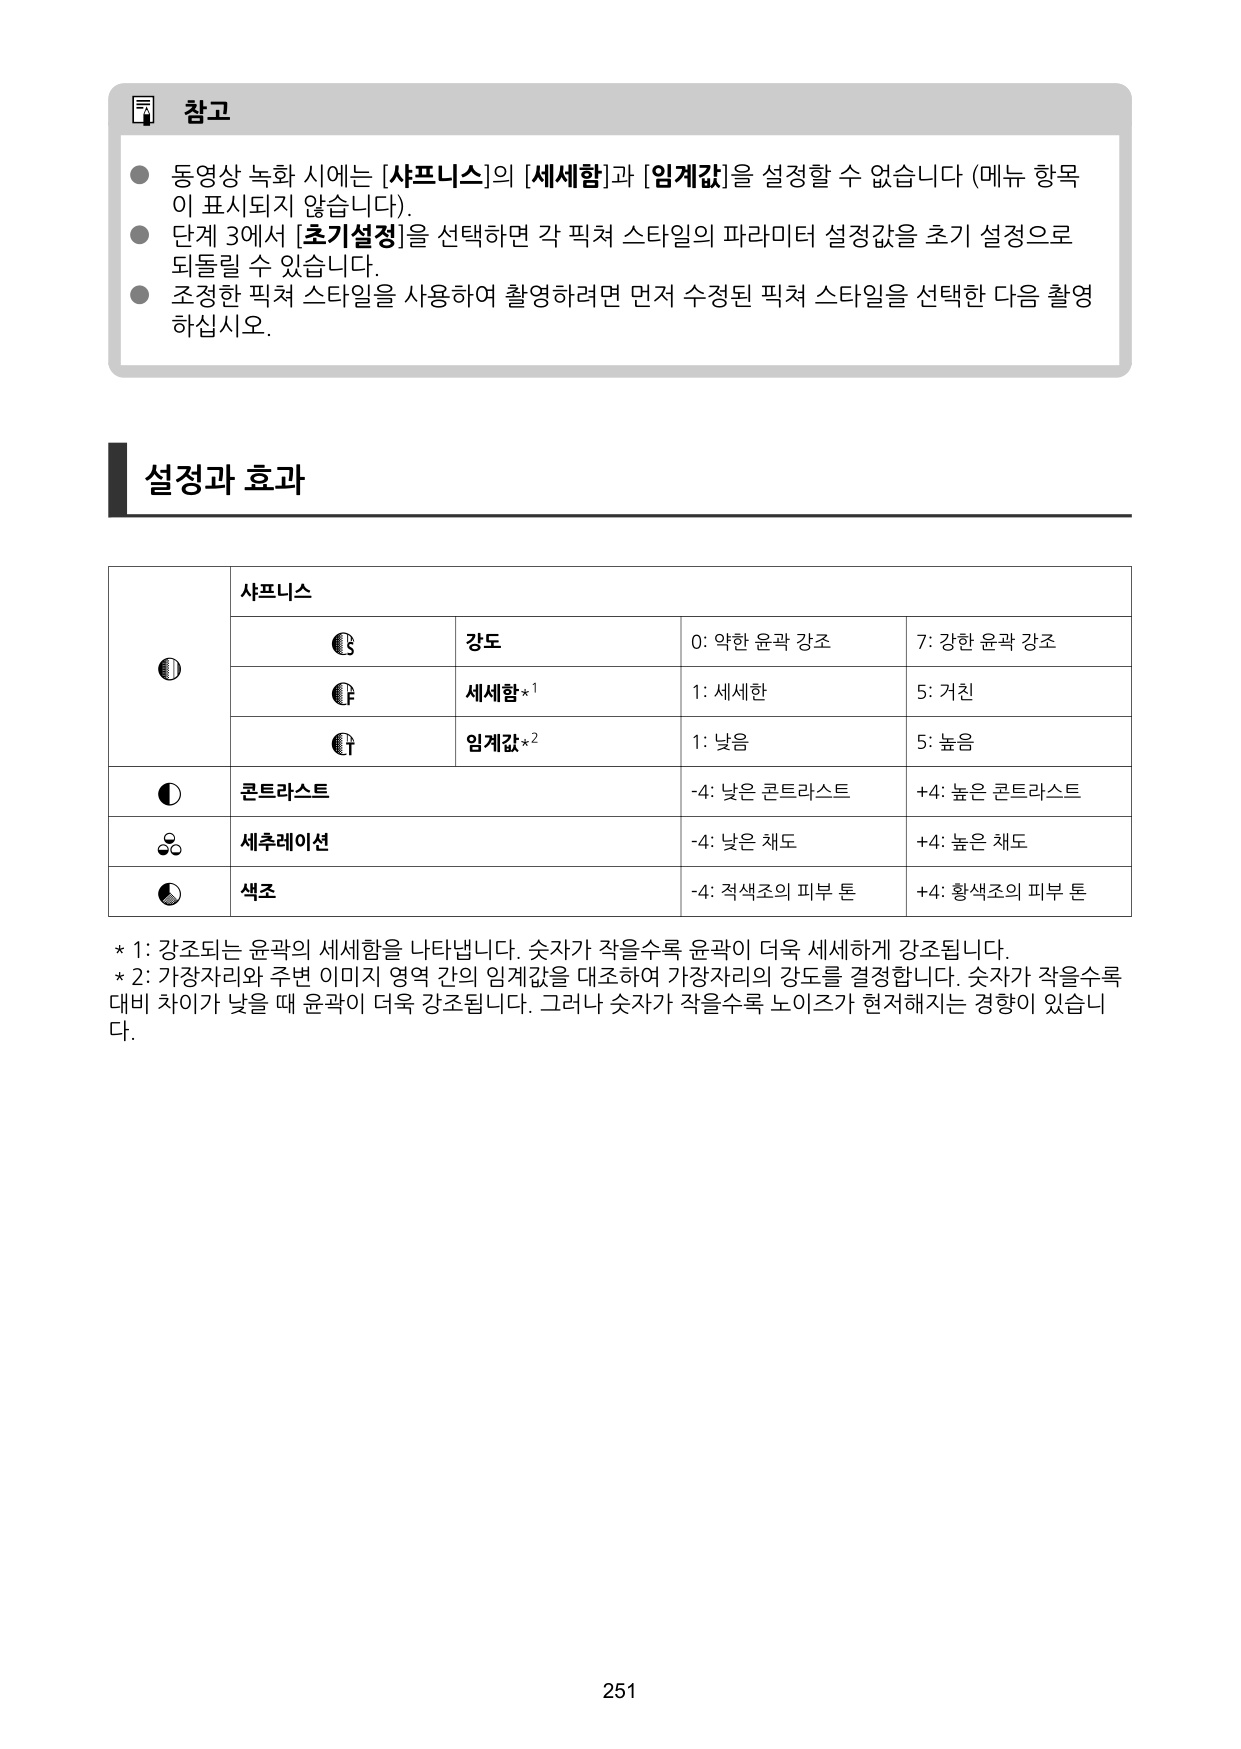 참고
● 동영상 녹화 시에는 [샤프니스]의 [세세함]과 [임계값]을 설정할 수 없습니다 (메뉴 항목
이 표시되지 않습니다).
● 단계 3에서 [초기설정]을 선택하면 각 픽쳐 스타일의 파라미터 설정값을 초기 설정으로
되돌릴 수 있습니다.
● 조정한 픽쳐 스타일을 사용하여 촬영하려면 먼저 수정된 픽쳐 스타일을 선택한 다음 촬영
하십시오.
설정과 효과
샤프니스
S 강도 0: 약한 윤곽 강조 7: 강한 윤곽 강조
F 세세함*1 1: 세세한 5: 거친
T 임계값*2 1: 낮음 5: 높음
콘트라스트 -4: 낮은 콘트라스트 +4: 높은 콘트라스트
세추레이션 -4: 낮은 채도 +4: 높은 채도
색조 -4: 적색조의 피부 톤 +4: 황색조의 피부 톤
* 1: 강조되는 윤곽의 세세함을 나타냅니다. 숫자가 작을수록 윤곽이 더욱 세세하게 강조됩니다.
* 2: 가장자리와 주변 이미지 영역 간의 임계값을 대조하여 가장자리의 강도를 결정합니다. 숫자가 작을수록
대비 차이가 낮을 때 윤곽이 더욱 강조됩니다. 그러나 숫자가 작을수록 노이즈가 현저해지는 경향이 있습니
다.
251